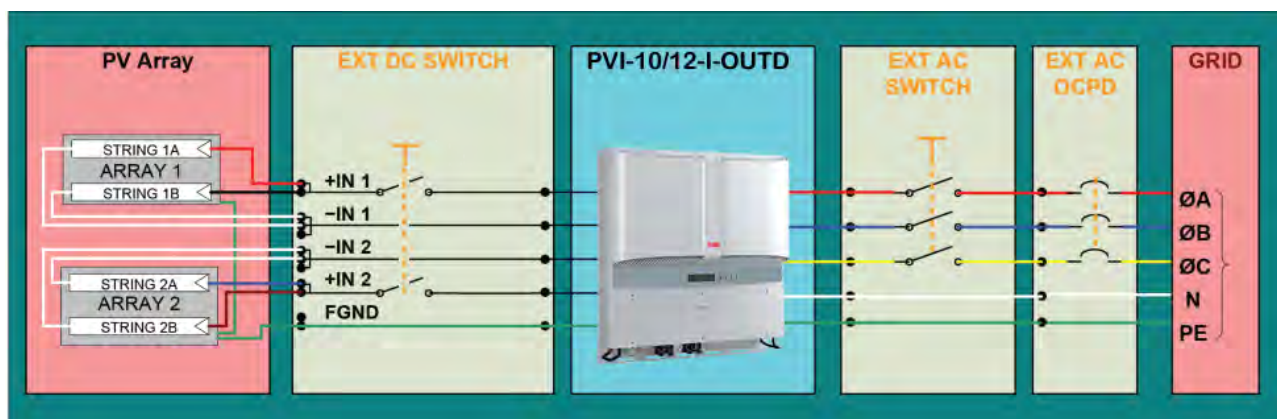 PV Array
STRING 1A
ARRAY 1
STRING 1B
STRING 2A
ARRAY 2
STRING 2B
EXT DC SWITCH
+IN 1
−IN 1
−IN 2
+IN 2
FGND
PVI-10/12-I-OUTD
EXT AC
SWITCH
EXT AC
OCPD
GRID
ØA
ØB
ØC
N
PE